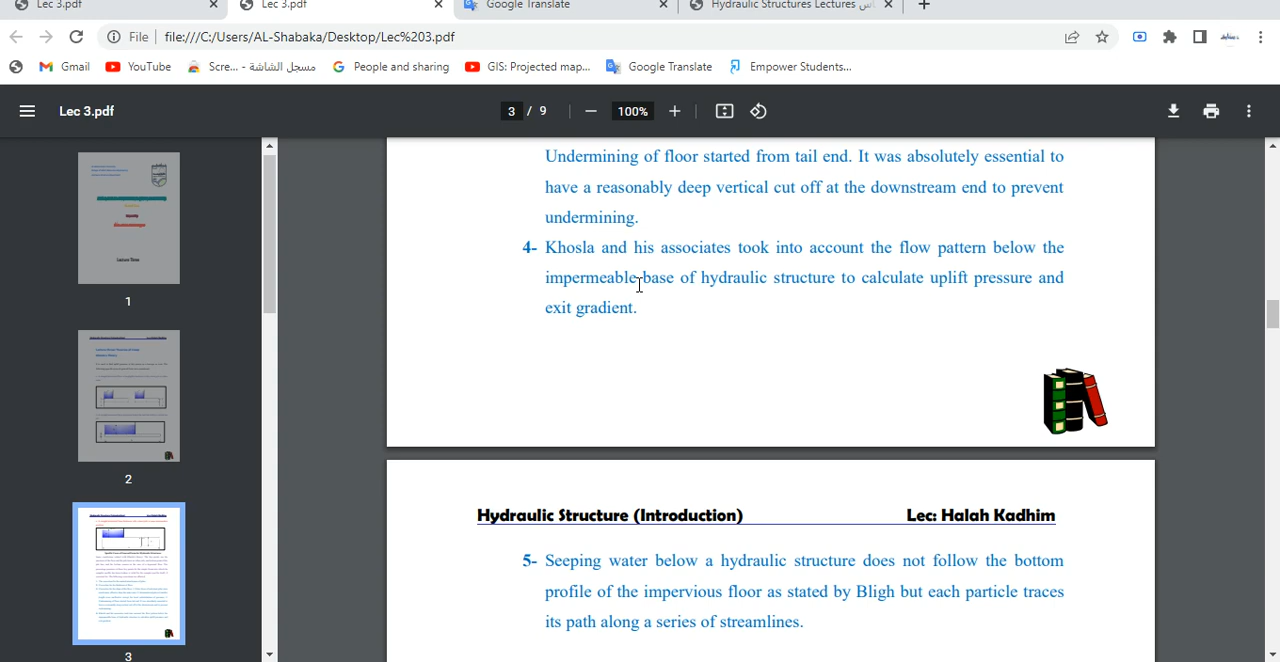 Lec 3.pdf
Lec 3.pdf
Google Translate
Hydraulic Structures Lectures
File
file:///C:/Users/AL-Shabaka/Desktop/Lec%203.pdf
Gmail
YouTube
Scre... - مسجل الشاشة
People and sharing
GIS: Projected map...
Google Translate
Empower Students...
Lec 3.pdf
3 / 9
100%
Undermining of floor started from tail end. It was absolutely essential to
have a reasonably deep vertical cut off at the downstream end to prevent
undermining.
4- Khosla and his associates took into account the flow pattern below the
impermeable base of hydraulic structure to calculate uplift pressure and
exit gradient.
1
2
3
Hydraulic Structure (Introduction)
Lec: Halah Kadhim
5- Seeping water below a hydraulic structure does not follow the bottom
profile of the impervious floor as stated by Bligh but each particle traces
its path along a series of streamlines.